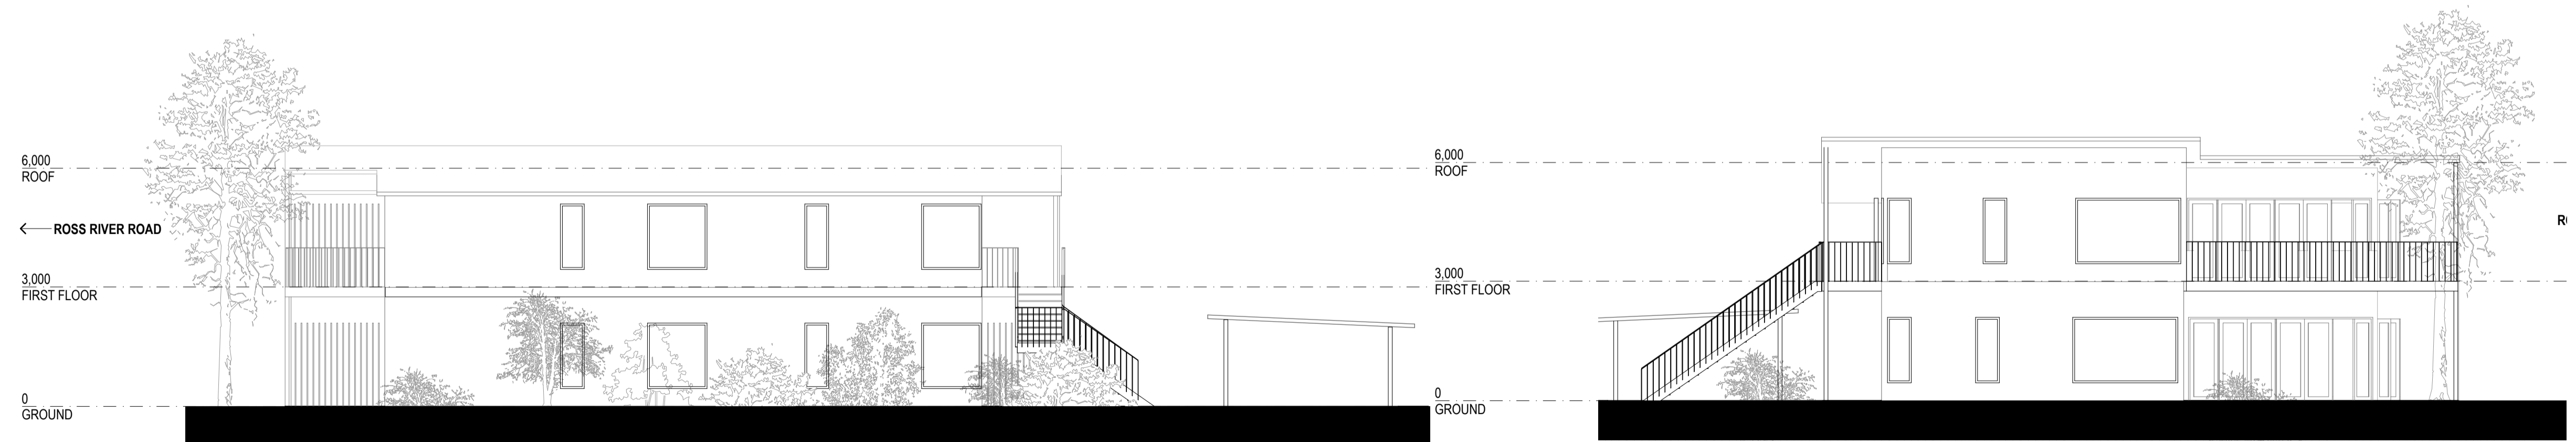 6,000
ROOF
ROSS RIVER ROAD
3,000
FIRST FLOOR
0
GROUND
6,000
ROOF
R
3,000
FIRST FLOOR
0
GROUND